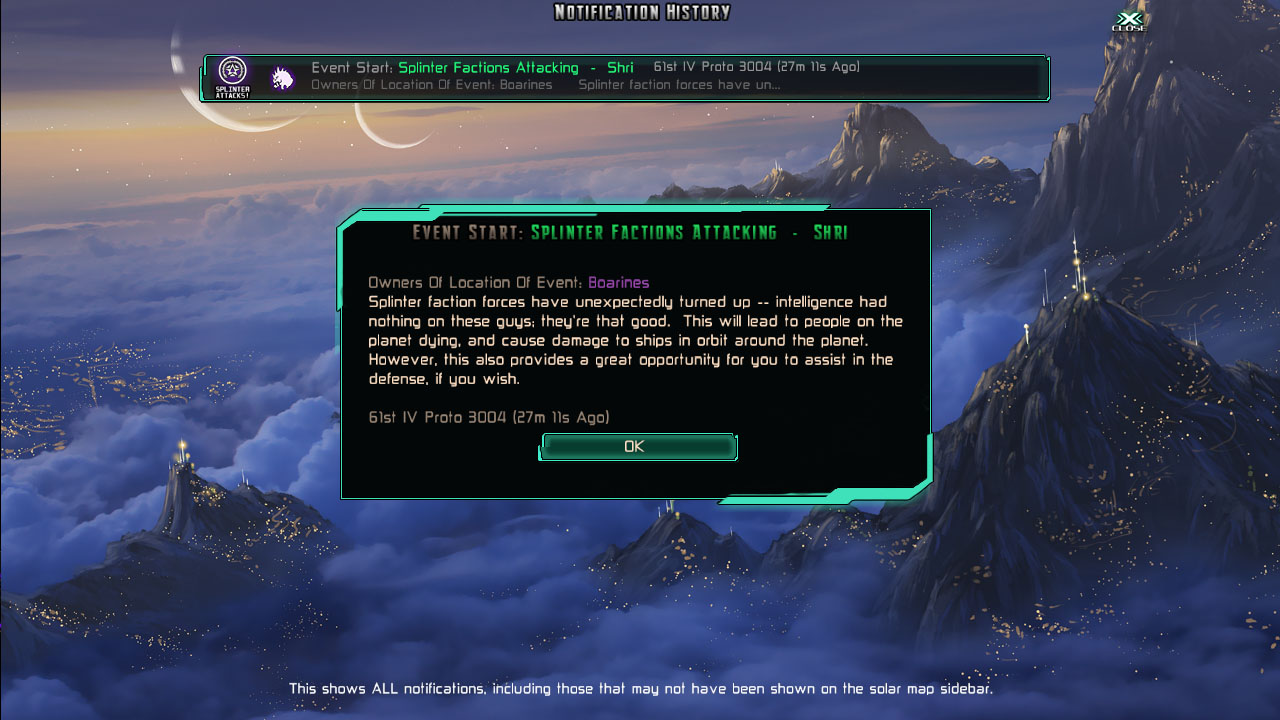 Notification History
CLOSE
Event Start: Splinter Factions Attacking - Shri 61st IV Proto 3004 (27m 11s Ago)
SPLINTER
ATTACKS!
Owners Of Location Of Event: Boarines Splinter faction forces have un...
Event Start: Splinter Factions Attacking - Shri
Owners Of Location Of Event: Boarines
Splinter faction forces have unexpectedly turned up -- intelligence had
nothing on these guys; they're that good. This will lead to people on the
planet dying, and cause damage to ships in orbit around the planet.
However, this also provides a great opportunity for you to assist in the
defense, if you wish.
61st IV Proto 3004 (27m 11s Ago)
OK
This shows ALL notifications, including those that may not have been shown on the solar map sidebar.